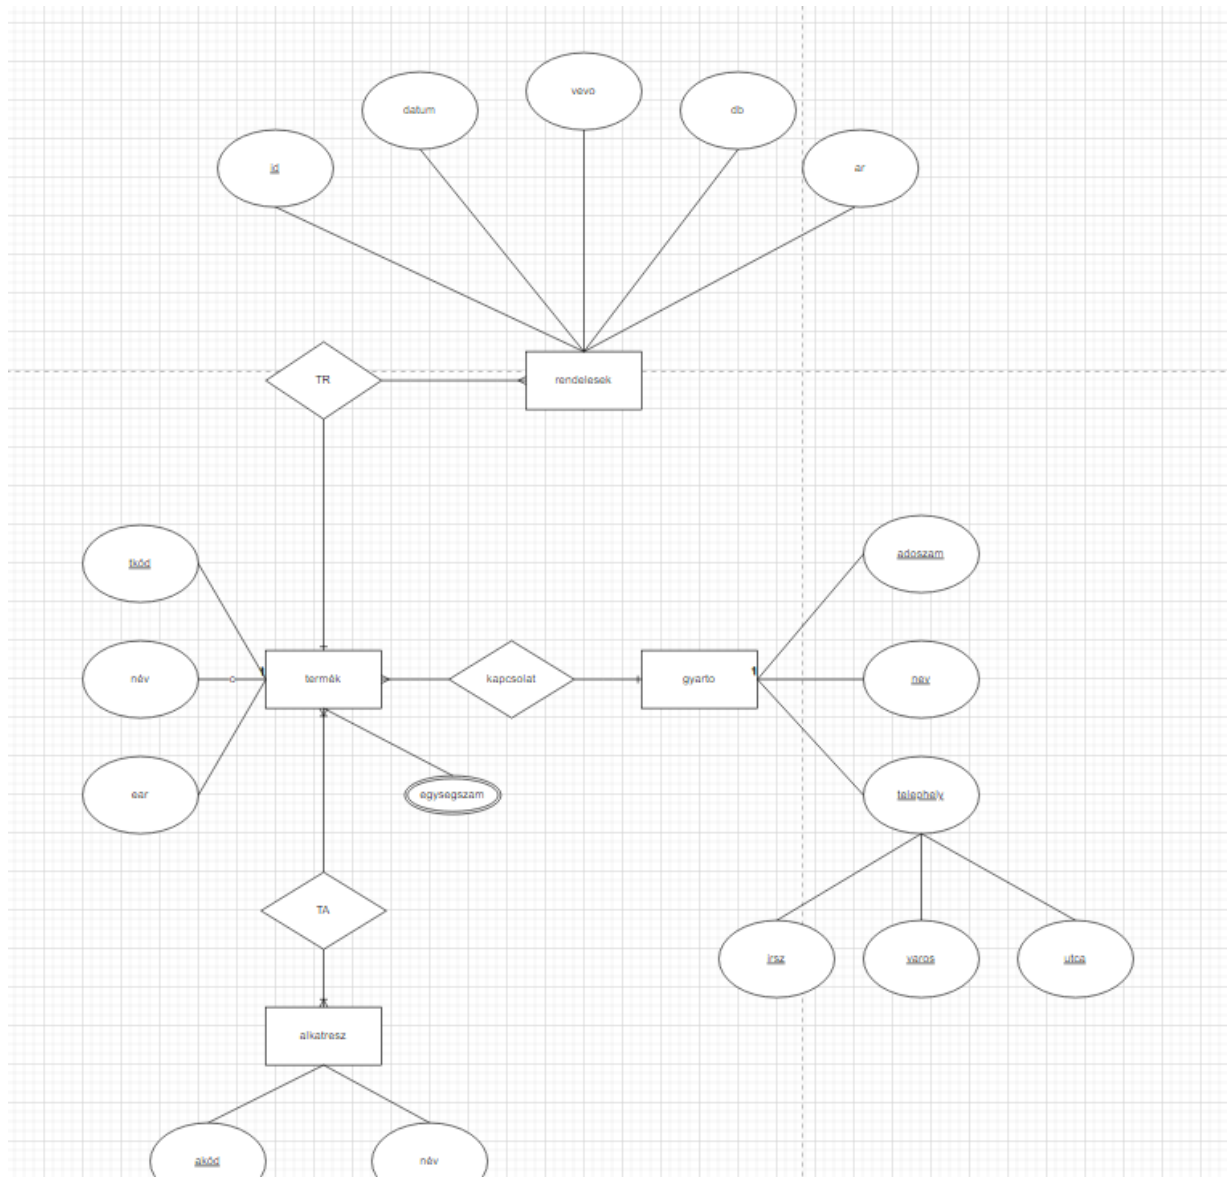 vevo
datum
db
id
ar
TR
rendelesek
adoszam
tkód
név
termék
kapcsolat
gyarto
nev
ear
egysegszam
telephely
TA
irsz
varos
utca
alkatresz
akód
név